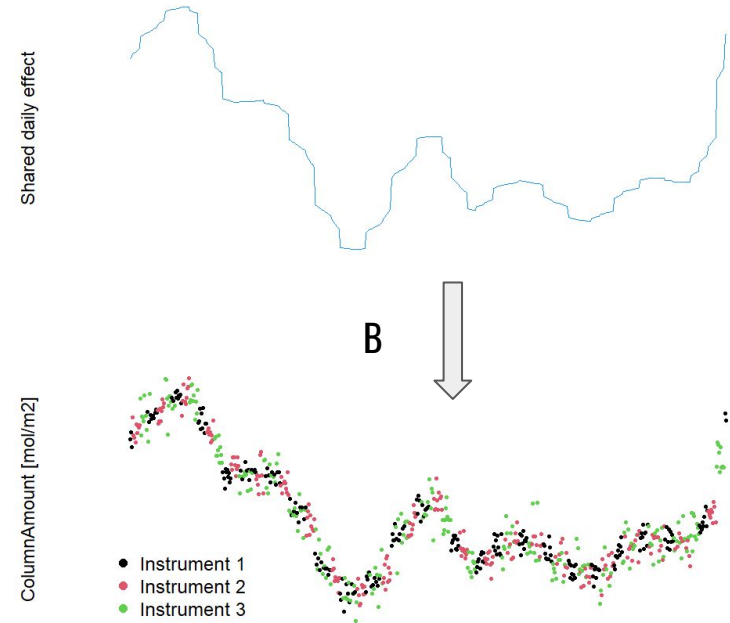 Shared daily effect
B
ColumnAmount [mol/m2]
Instrument 1
Instrument 2
Instrument 3